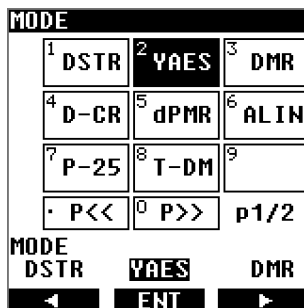 MODE
1 DSTR 2 YAES 3 DMR
4 D-CR 5 dPMR 6 ALIN
7 P-25 8 T-DM 9
· P<< 0 P>> p1/2
MODE
DSTR YAES DMR
◄ ENT ►